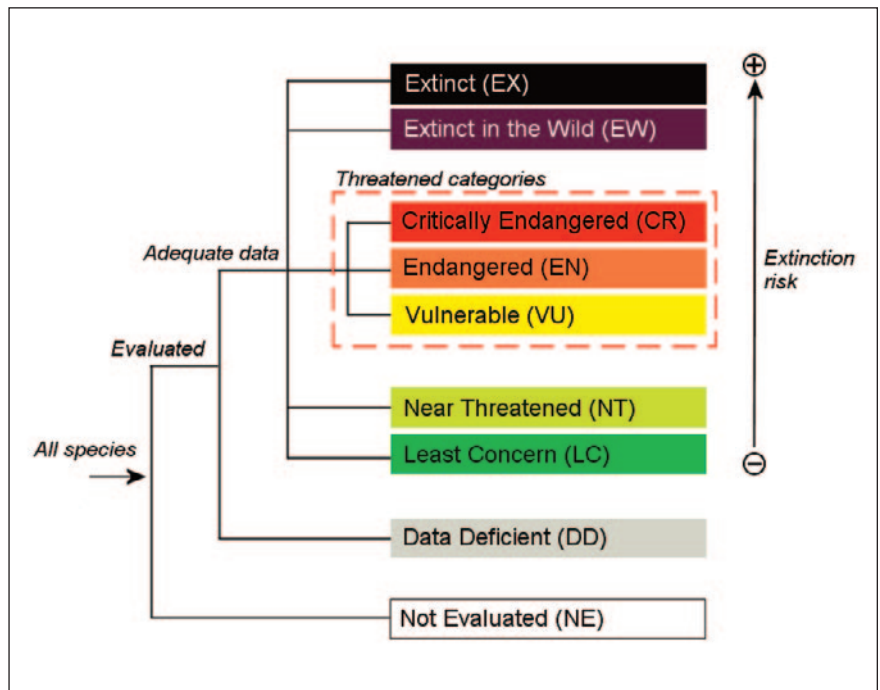 Extinct (EX)
Extinct in the Wild (EW)
Threatened categories
Critically Endangered (CR)
Adequate data
Endangered (EN)
Extinction
risk
Vulnerable (VU)
Evaluated
Near Threatened (NT)
All species
Least Concern (LC)
Data Deficient (DD)
Not Evaluated (NE)